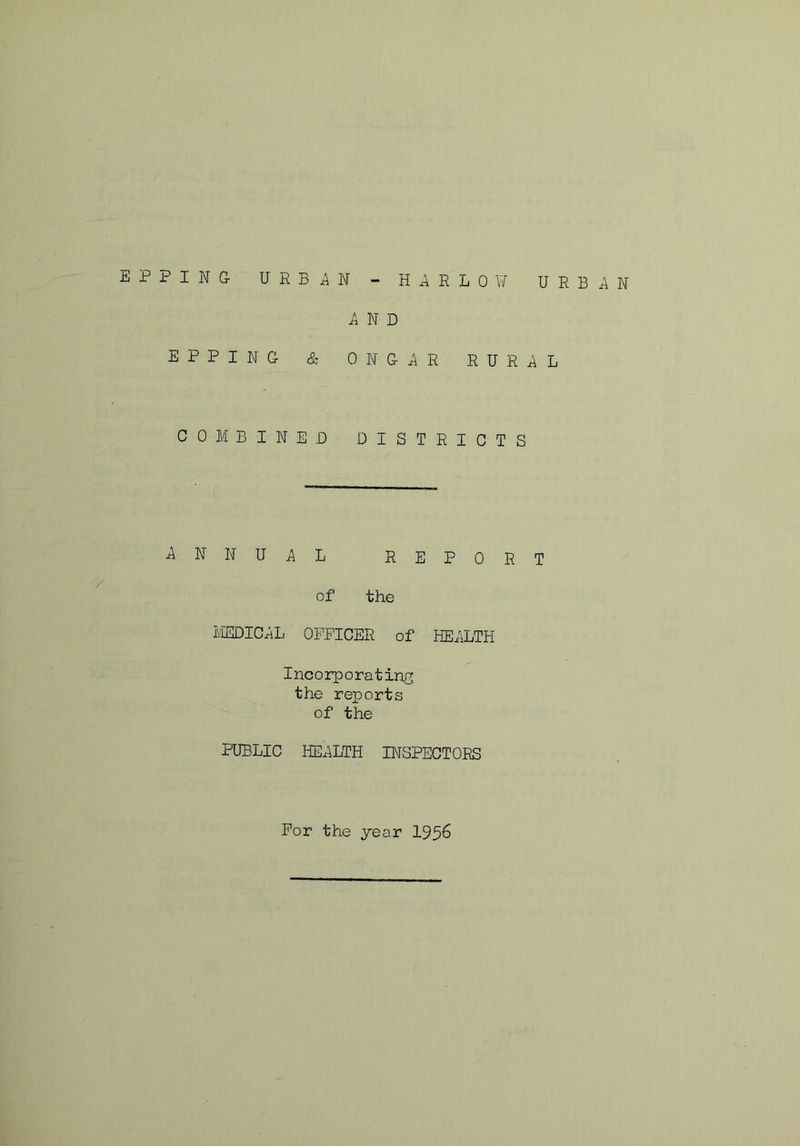 EPPING URBAN - HARLOW URBAN
AND
EPPING & ONGAR RURAL
COMBINED DISTRICTS
ANNUAL REPORT
of the
MEDICAL OFFICER of HEALTH
Incorporating
the reports
of the
PUBLIC HEALTH INSPECTORS
For the year 1956